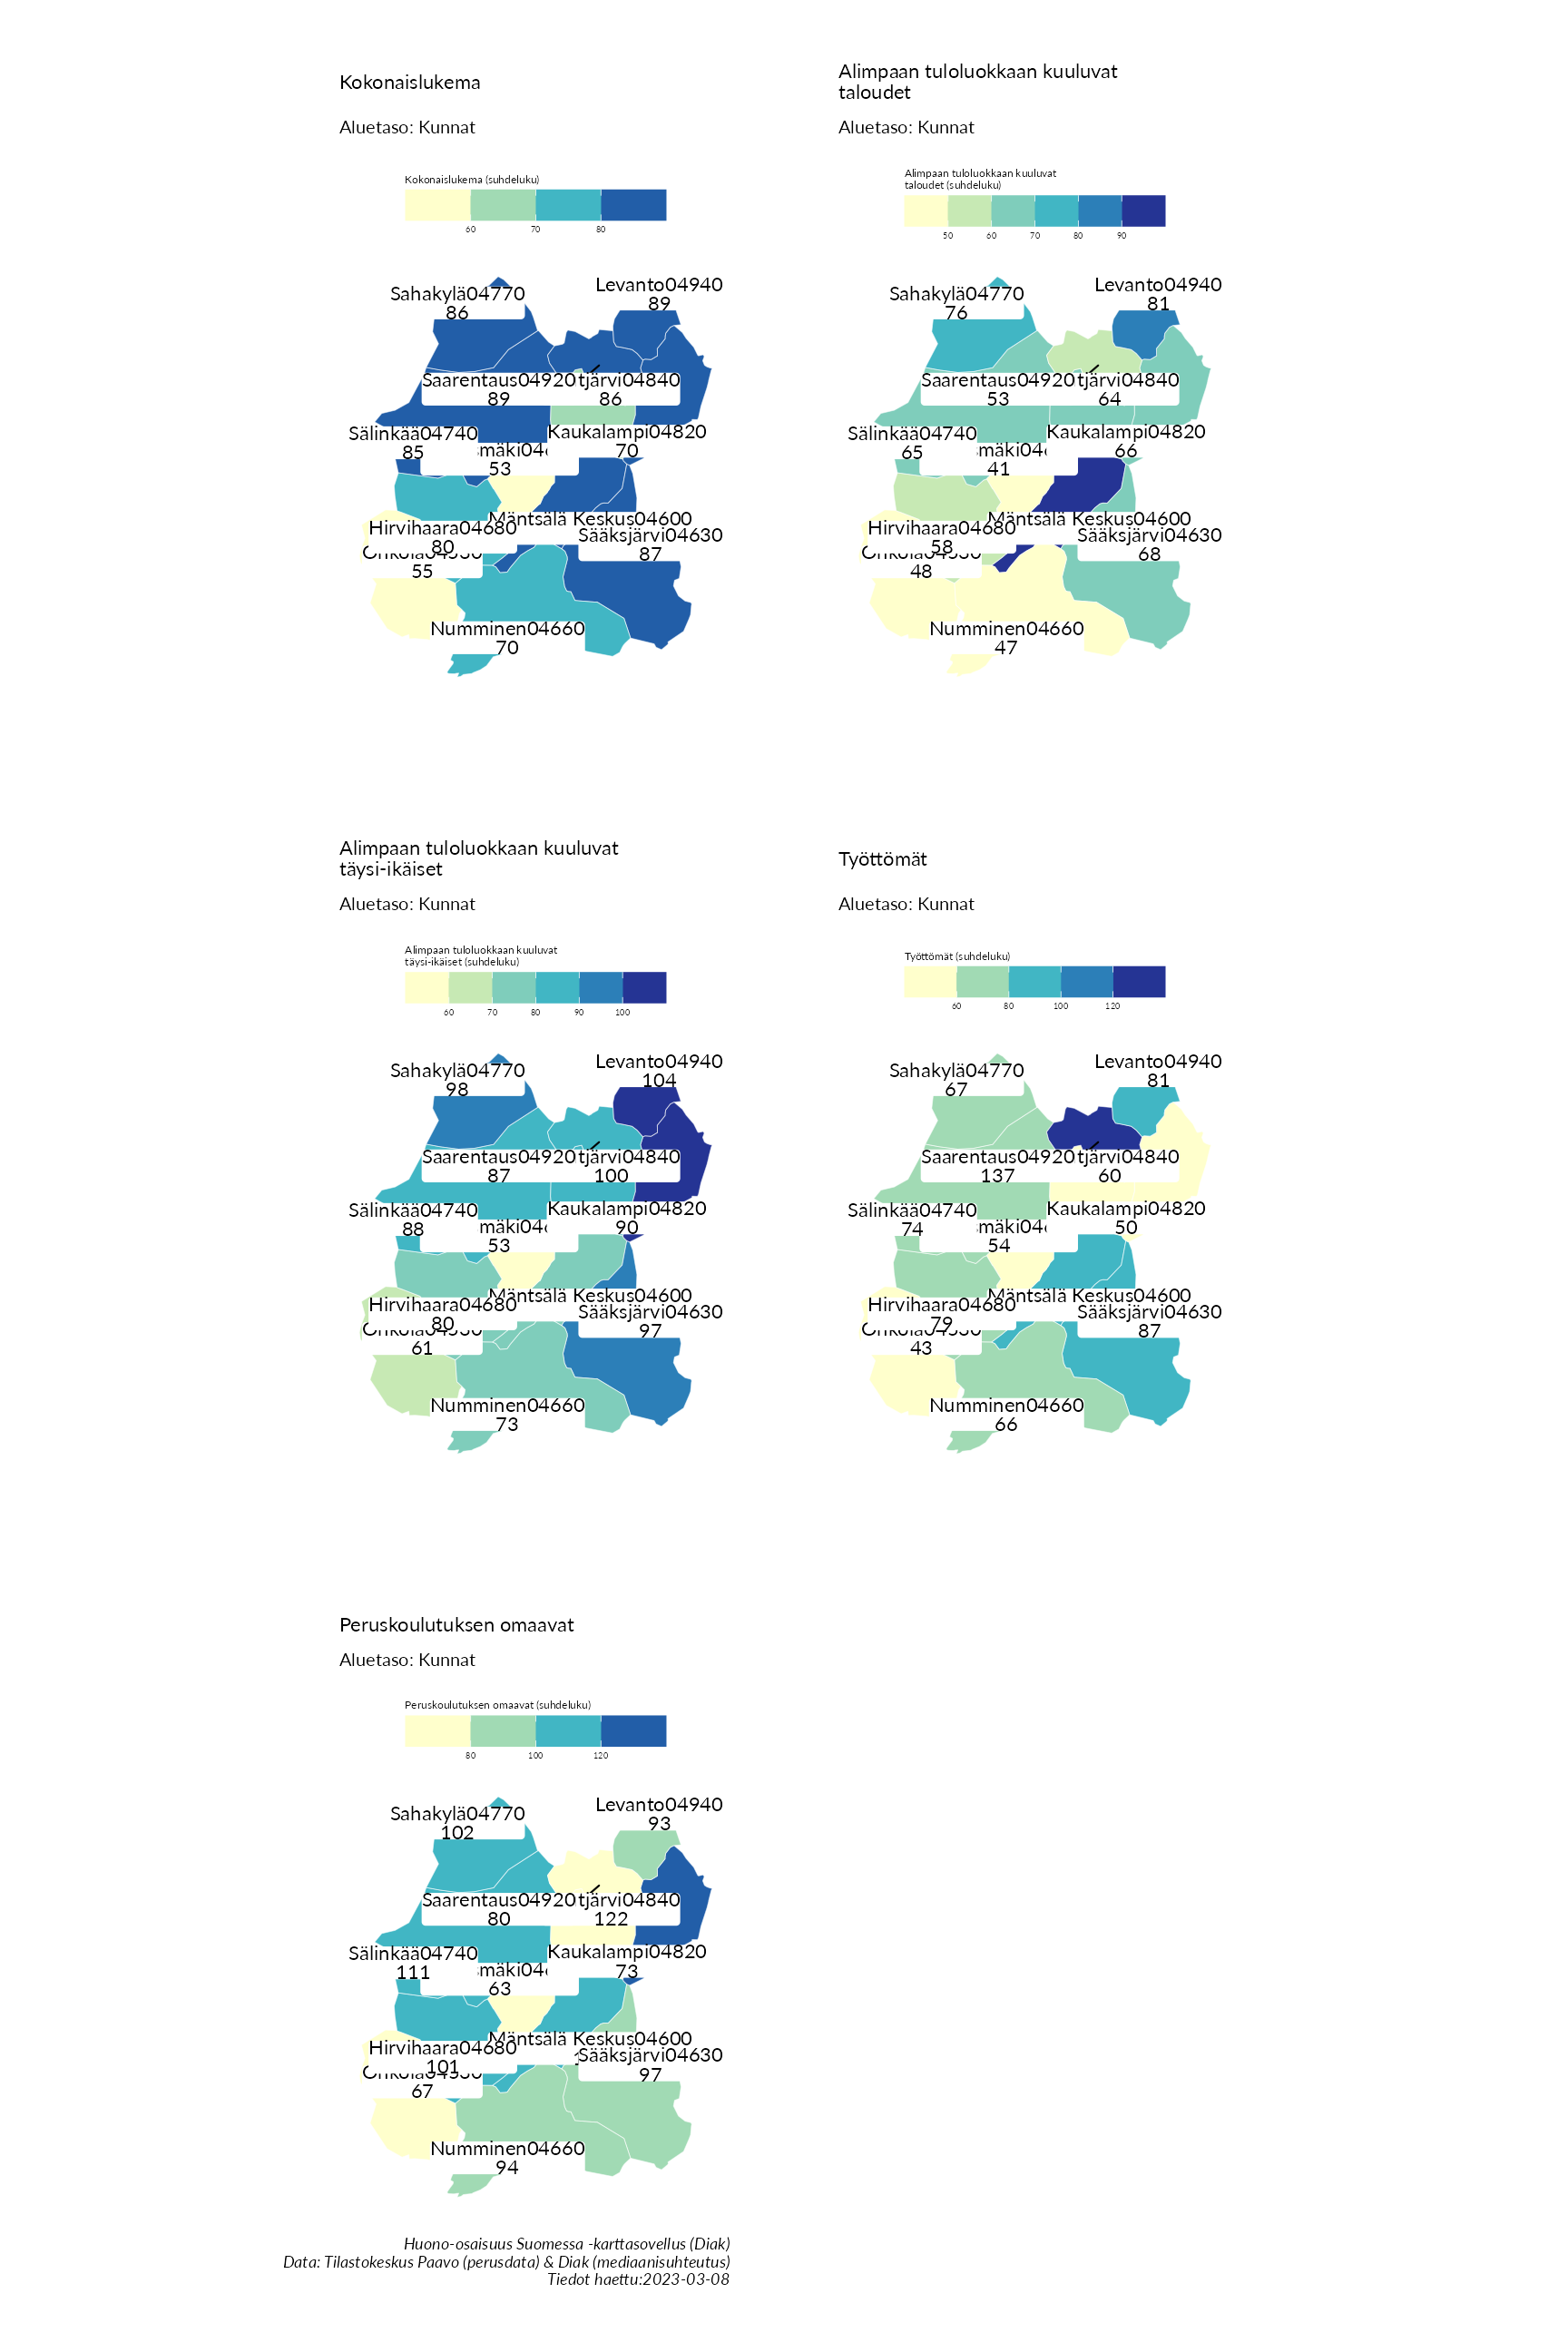 Kokonaislukema
Aluetaso: Kunnat
Kokonaislukema (suhdeluku)
60 70 80
Sahakylä04770
86
Levanto04940
89
Saarentaus04920
89
tjärvi04840
86
Sälinkää04740
85
Kaukalampi04820
70
53
Mäntsälä Keskus04600
Hirvihaara04680
80
Sääksjärvi04630
87
55
Numminen04660
70
Alimpaan tuloluokkaan kuuluvat
taloudet
Aluetaso: Kunnat
Alimpaan tuloluokkaan kuuluvat
taloudet (suhdeluku)
50 60 70 80 90
Sahakylä04770
76
Levanto04940
81
Saarentaus04920
53
tjärvi04840
64
Sälinkää04740
65
Kaukalampi04820
66
41
Mäntsälä Keskus04600
Hirvihaara04680
58
Sääksjärvi04630
68
48
Numminen04660
47
Alimpaan tuloluokkaan kuuluvat
täysi-ikäiset
Aluetaso: Kunnat
Alimpaan tuloluokkaan kuuluvat
täysi-ikäiset (suhdeluku)
60 70 80 90 100
Sahakylä04770
98
Levanto04940
104
Saarentaus04920
87
tjärvi04840
100
Sälinkää04740
88
Kaukalampi04820
90
53
Mäntsälä Keskus04600
Hirvihaara04680
80
Sääksjärvi04630
97
61
Numminen04660
73
Työttömät
Aluetaso: Kunnat
Työttömät (suhdeluku)
60 80 100 120
Sahakylä04770
67
Levanto04940
81
Saarentaus04920
137
tjärvi04840
60
Sälinkää04740
74
Kaukalampi04820
50
54
Mäntsälä Keskus04600
Hirvihaara04680
79
Sääksjärvi04630
87
43
Numminen04660
66
Peruskoulutuksen omaavat
Aluetaso: Kunnat
Peruskoulutuksen omaavat (suhdeluku)
80 100 120
Sahakylä04770
102
Levanto04940
93
Saarentaus04920
80
tjärvi04840
122
Sälinkää04740
111
Kaukalampi04820
73
63
Mäntsälä Keskus04600
Hirvihaara04680
101
Sääksjärvi04630
97
67
Numminen04660
94
Huono-osaisuus Suomessa -karttasovellus (Diak)
Data: Tilastokeskus Paavo (perusdata) & Diak (mediaanisuhteutus)
Tiedot haettu:2023-03-08